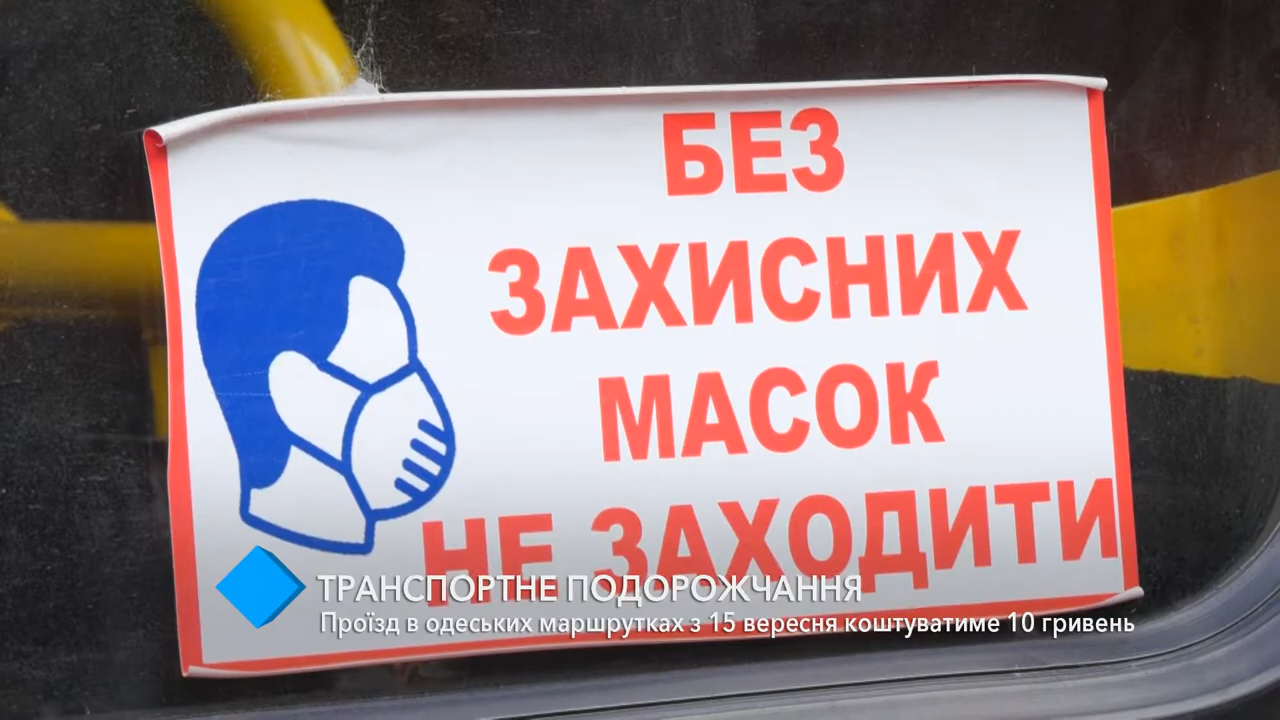 БЕЗ
ЗАХИСНИХ
МАСОК
НЕ ЗАХОДИТИ
ТРАНСПОРТНЕ ПОДОРОЖЧАННЯ
Проїзд в одеських маршрутках з 15 вересня коштуватиме 10 гривень